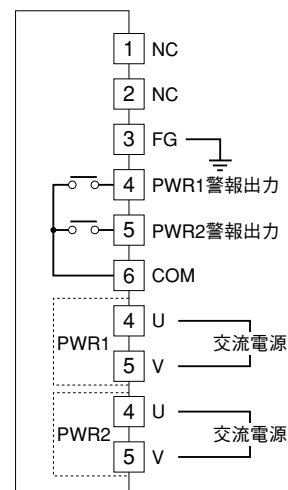 1 NC
2 NC
3 FG
4 PWR1警報出力
5 PWR2警報出力
6 COM
PWR1
4 U
交流電源
5 V
PWR2
4 U
交流電源
5 V